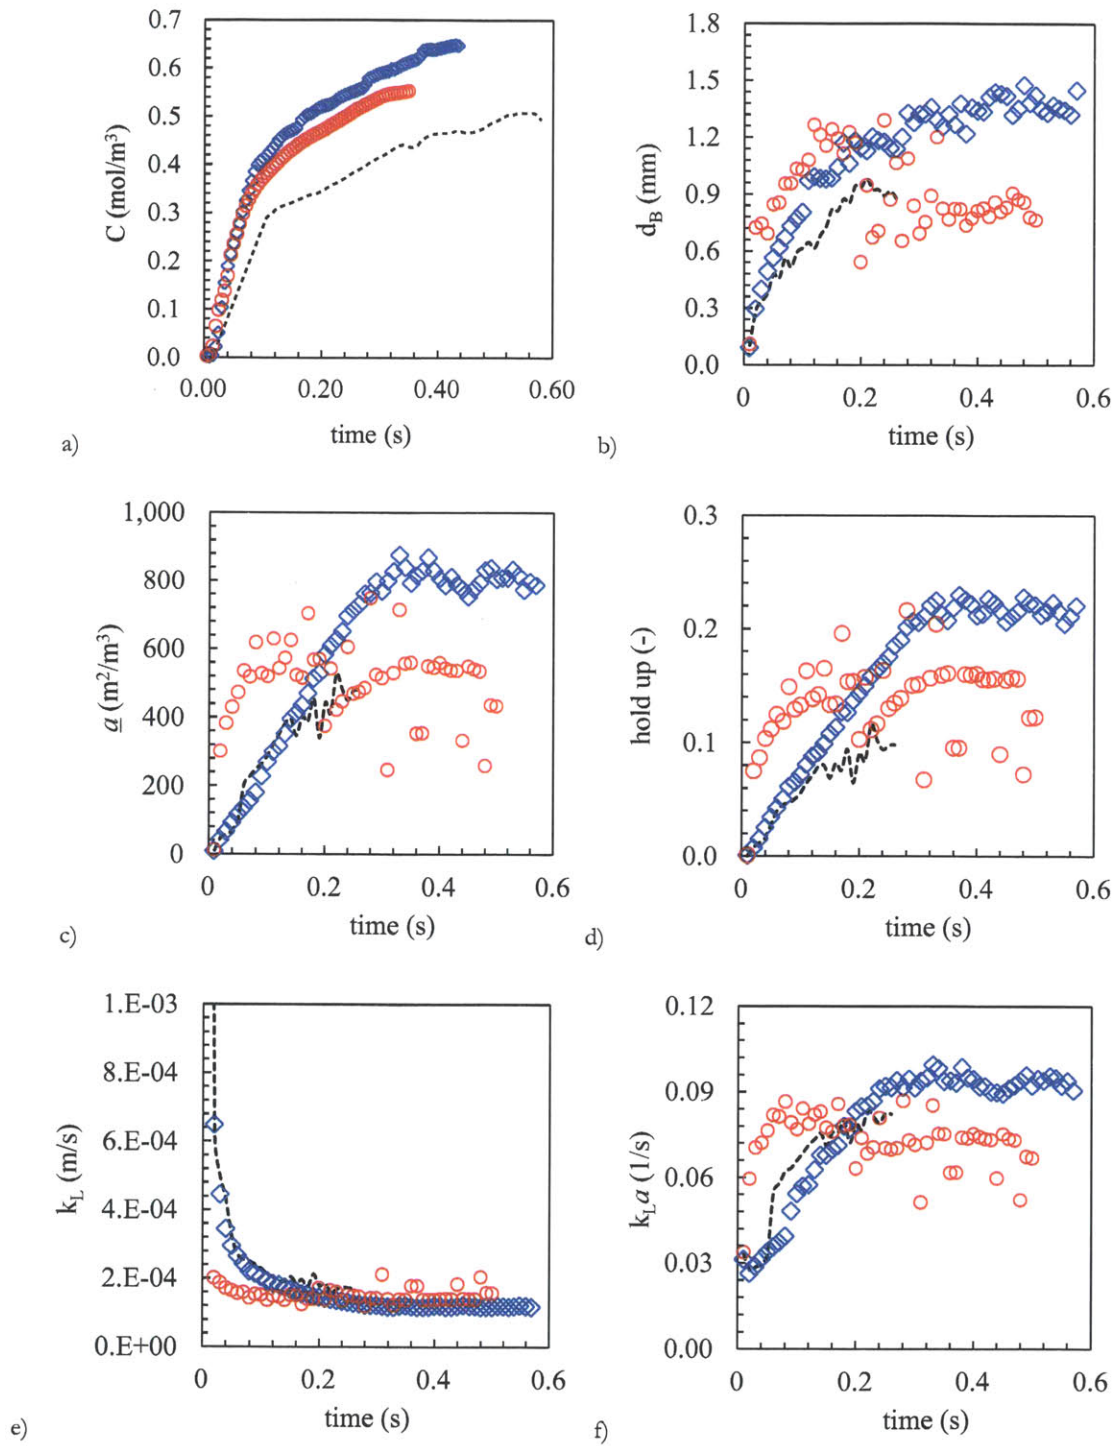 0.7
0.6
0.5
0.4
0.3
0.2
0.1
0.0
C (mol/m³)
0.00
0.20
0.40
0.60
time (s)
a)
1.8
1.5
1.2
0.9
0.6
0.3
0.0
d_B (mm)
0
0.2
0.4
0.6
time (s)
b)
1,000
800
600
400
200
0
a (m²/m³)
0
0.2
0.4
0.6
time (s)
c)
0.3
0.2
0.1
0.0
hold up (-)
0
0.2
0.4
0.6
time (s)
d)
1.E-03
8.E-04
6.E-04
4.E-04
2.E-04
0.E+00
k_L (m/s)
0
0.2
0.4
0.6
time (s)
e)
0.12
0.09
0.06
0.03
0.00
k_La (1/s)
0
0.2
0.4
0.6
time (s)
f)